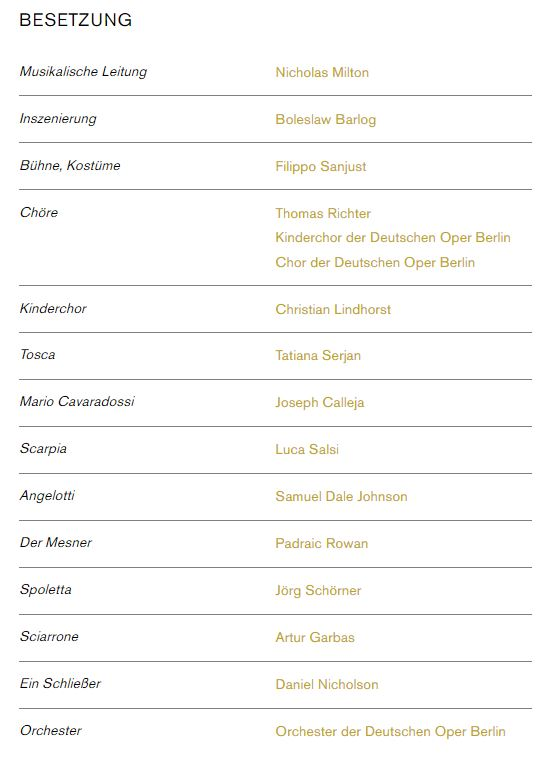 BESETZUNG
Musikalische Leitung Nicholas Milton
Inszenierung Boleslaw Barlog
Bühne, Kostüme Filippo Sanjust
Chöre Thomas Richter
Kinderchor der Deutschen Oper Berlin
Chor der Deutschen Oper Berlin
Kinderchor Christian Lindhorst
Tosca Tatiana Serjan
Mario Cavaradossi Joseph Calleja
Scarpia Luca Salsi
Angelotti Samuel Dale Johnson
Der Mesner Padraic Rowan
Spoletta Jörg Schörner
Sciarrone Artur Garbas
Ein Schließer Daniel Nicholson
Orchester Orchester der Deutschen Oper Berlin